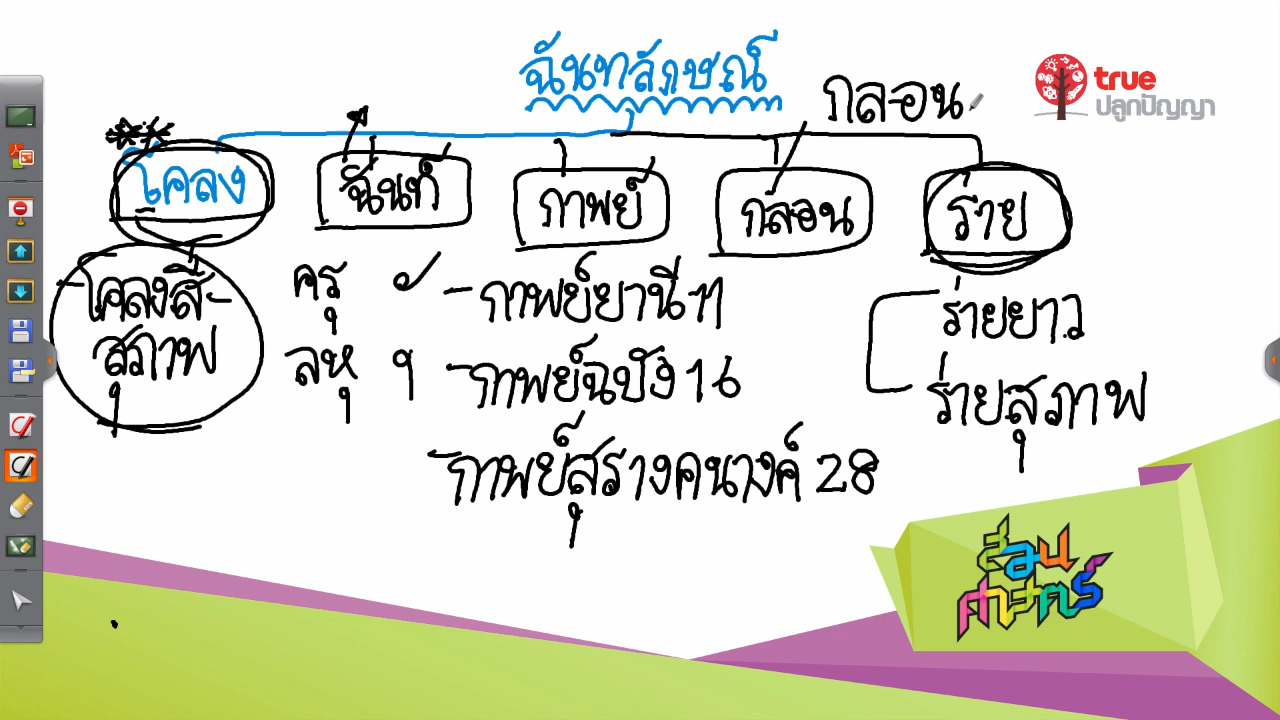 ฉันทลักษณ์
กลอน
true
ปลูกปัญญา
โคลง ฉันท์ กาพย์ กลอน ร่าย
โคลงสี่
สุภาพ
ครุ ั
ลหุ ุ
- กาพย์ยานี 11
- กาพย์ฉบัง 16
- กาพย์สุรางคนางค์ 28
ร่ายยาว
ร่ายสุภาพ
สอนศาสตร์